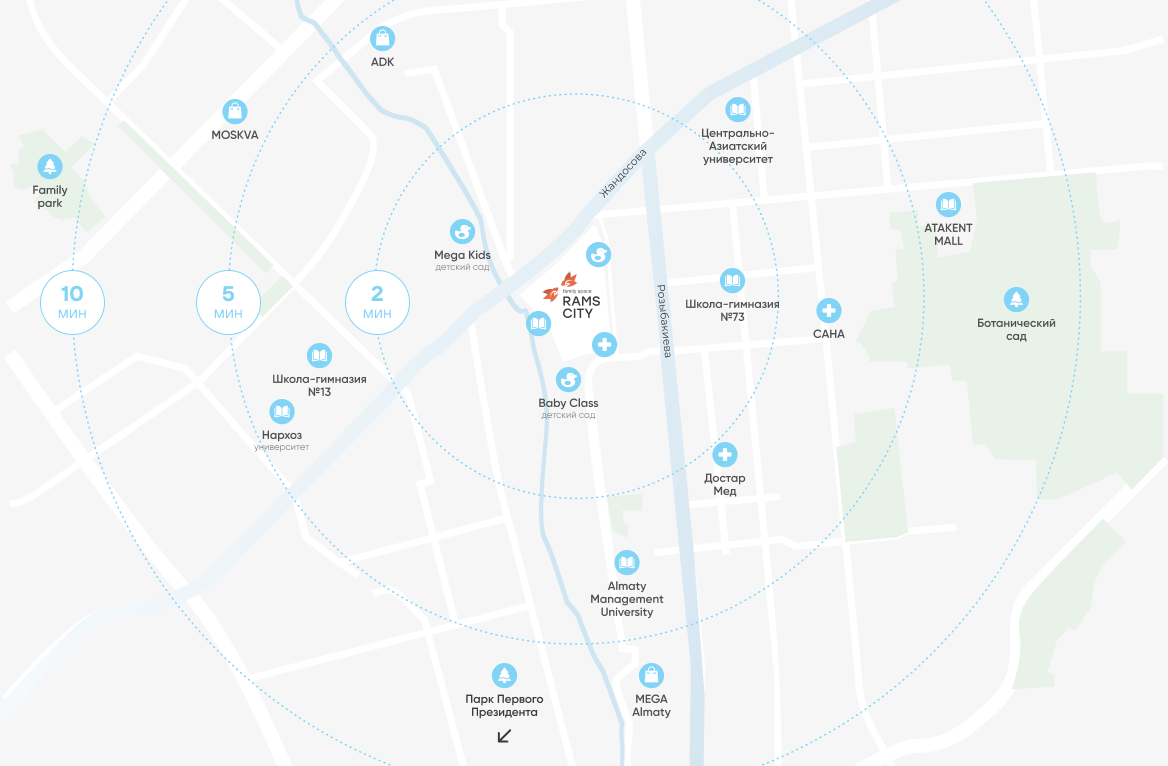 ADK
MOSKVA
Центрально-
Азиатский
университет
Жандосова
Family
park
ATAKENT
MALL
Mega Kids
детский сад
family space
RAMS
CITY
10
МИН
5
МИН
2
МИН
Школа-гимназия
№73
Розыбакиева
САНА
Ботанический
сад
Школа-гимназия
№13
Baby Class
детский сад
Нархоз
университет
Достар
Мед
Almaty
Management
University
Парк Первого
Президента
MEGA
Almaty